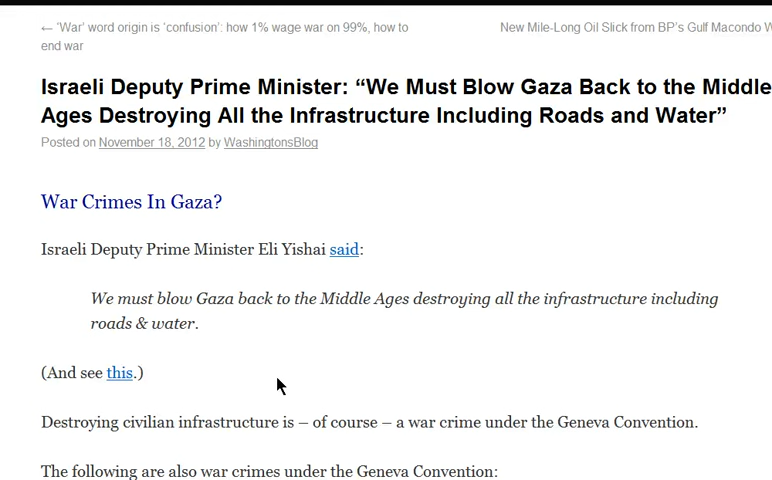 ← ‘War’ word origin is ‘confusion’: how 1% wage war on 99%, how to
end war
New Mile-Long Oil Slick from BP’s Gulf Macondo W
Israeli Deputy Prime Minister: “We Must Blow Gaza Back to the Middle
Ages Destroying All the Infrastructure Including Roads and Water”
Posted on November 18, 2012 by WashingtonsBlog
War Crimes In Gaza?
Israeli Deputy Prime Minister Eli Yishai said:
We must blow Gaza back to the Middle Ages destroying all the infrastructure including
roads & water.
(And see this.)
Destroying civilian infrastructure is – of course – a war crime under the Geneva Convention.
The following are also war crimes under the Geneva Convention: